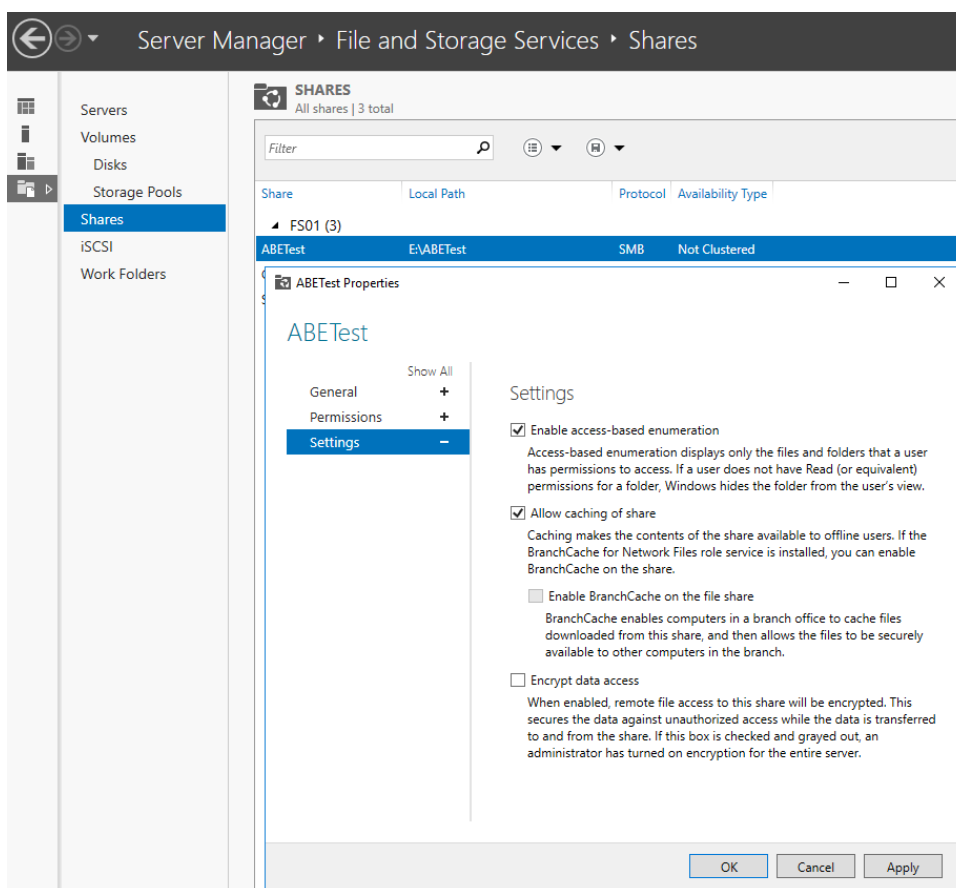 Server Manager ‣ File and Storage Services ‣ Shares
Servers
Volumes
Disks
Storage Pools
Shares
iSCSI
Work Folders
SHARES
All shares | 3 total
Filter
Share Local Path Protocol Availability Type
FS01 (3)
ABETest E:\ABETest SMB Not Clustered
ABETest Properties
ABETest
Show All
General +
Permissions +
Settings −
Settings
Enable access-based enumeration
Access-based enumeration displays only the files and folders that a user
has permissions to access. If a user does not have Read (or equivalent)
permissions for a folder, Windows hides the folder from the user's view.
Allow caching of share
Caching makes the contents of the share available to offline users. If the
BranchCache for Network Files role service is installed, you can enable
BranchCache on the share.
Enable BranchCache on the file share
BranchCache enables computers in a branch office to cache files
downloaded from this share, and then allows the files to be securely
available to other computers in the branch.
Encrypt data access
When enabled, remote file access to this share will be encrypted. This
secures the data against unauthorized access while the data is transferred
to and from the share. If this box is checked and grayed out, an
administrator has turned on encryption for the entire server.
OK Cancel Apply